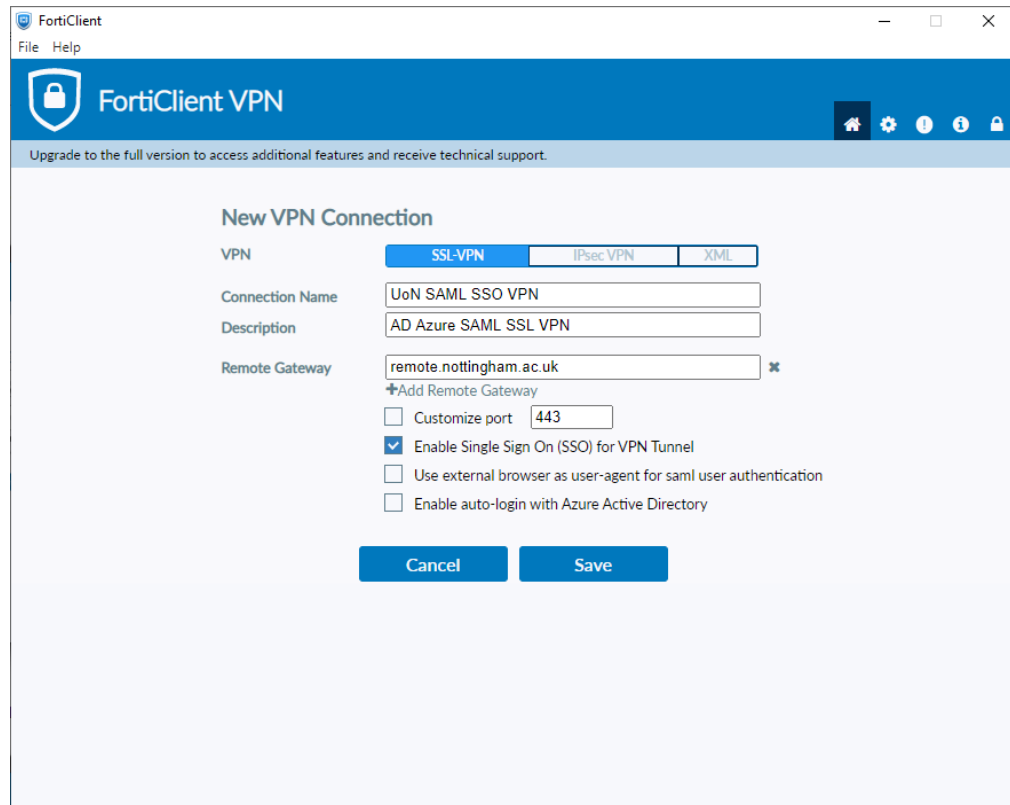 FortiClient
File Help
FortiClient VPN
Upgrade to the full version to access additional features and receive technical support.
New VPN Connection
VPN SSL-VPN IPsec VPN XML
Connection Name UoN SAML SSO VPN
Description AD Azure SAML SSL VPN
Remote Gateway remote.nottingham.ac.uk
+Add Remote Gateway
Customize port 443
Enable Single Sign On (SSO) for VPN Tunnel
Use external browser as user-agent for saml user authentication
Enable auto-login with Azure Active Directory
Cancel Save